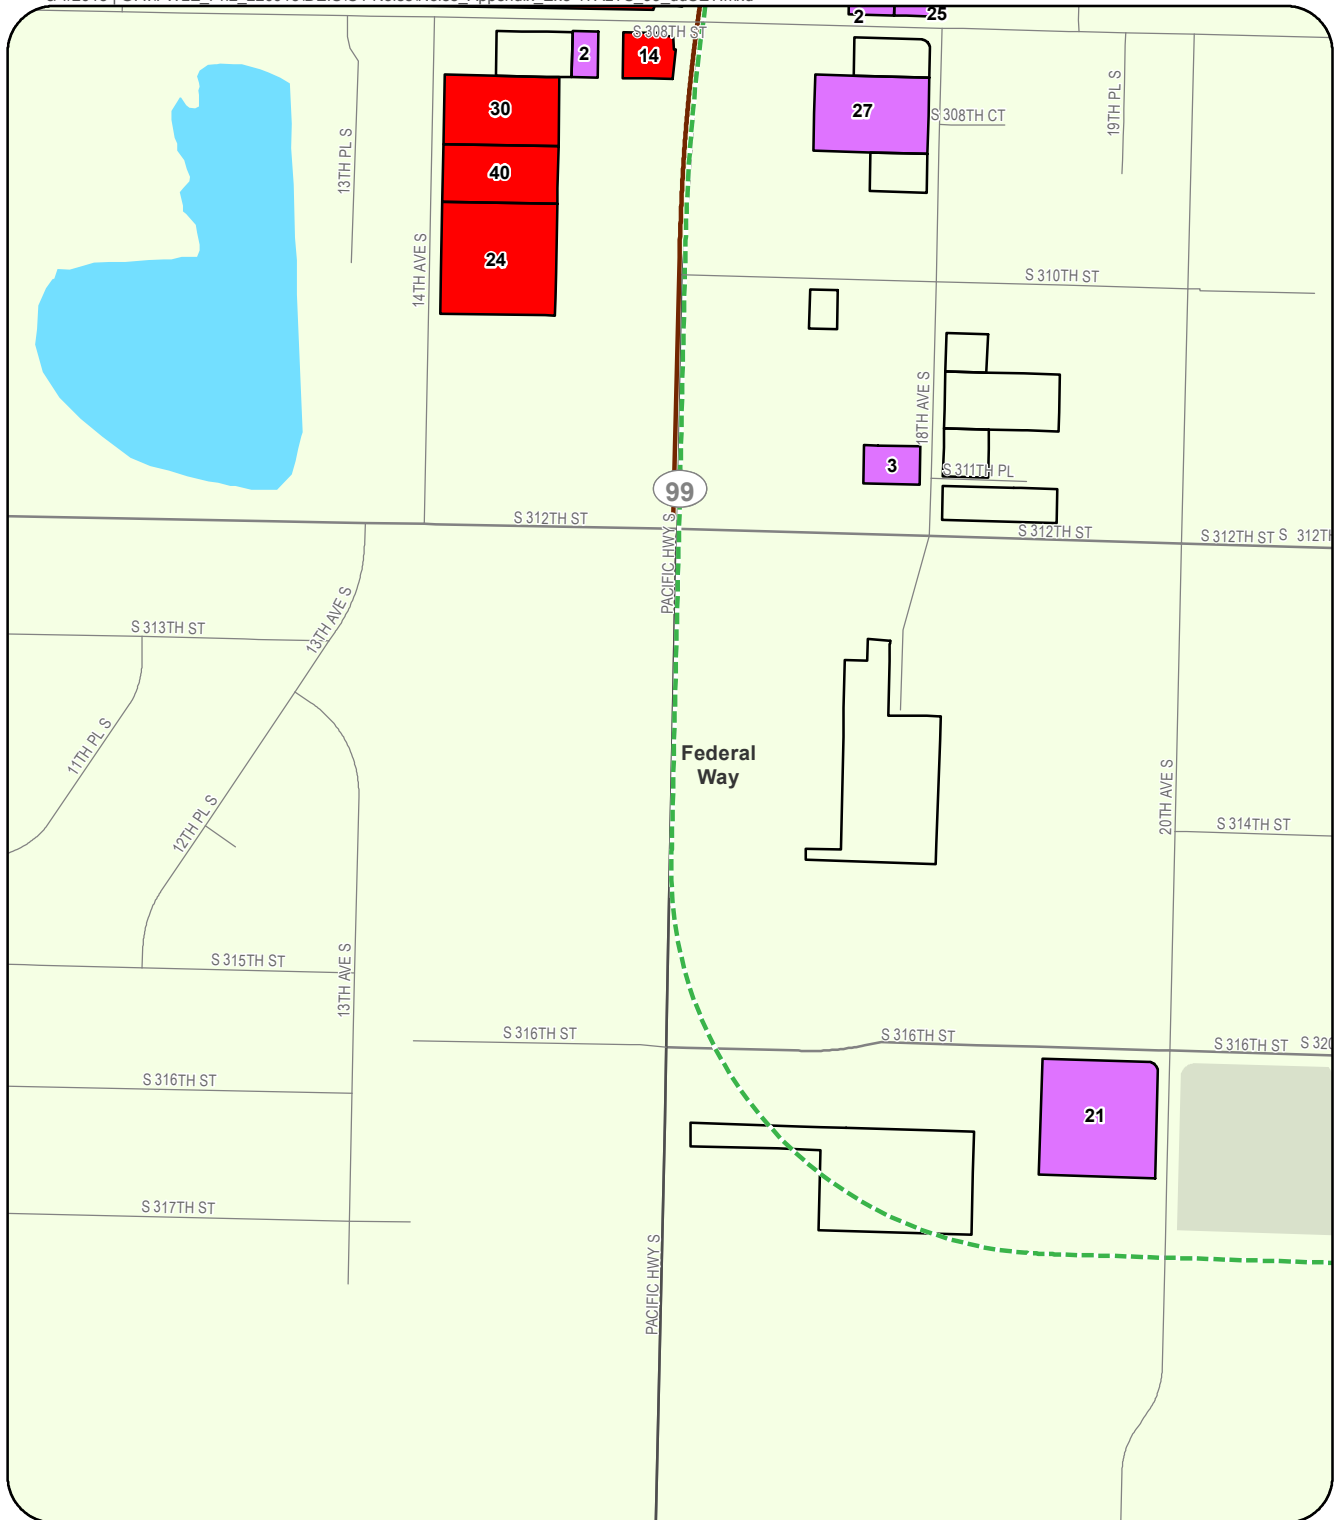 2
25
S 308TH ST
2
14
30
27
S 308TH CT
19TH PL S
13TH PL S
40
14TH AVE S
24
S 310TH ST
18TH AVE S
3
S 311TH PL
99
S 312TH ST
PACIFIC HWY S
S 312TH ST
S 312TH ST
S 312TH
S 313TH ST
13TH AVE S
11TH PL S
Federal
Way
12TH PL S
20TH AVE S
S 314TH ST
S 315TH ST
13TH AVE S
S 316TH ST
S 316TH ST
S 316TH ST
S 320
S 316TH ST
21
S 317TH ST
PACIFIC HWY S